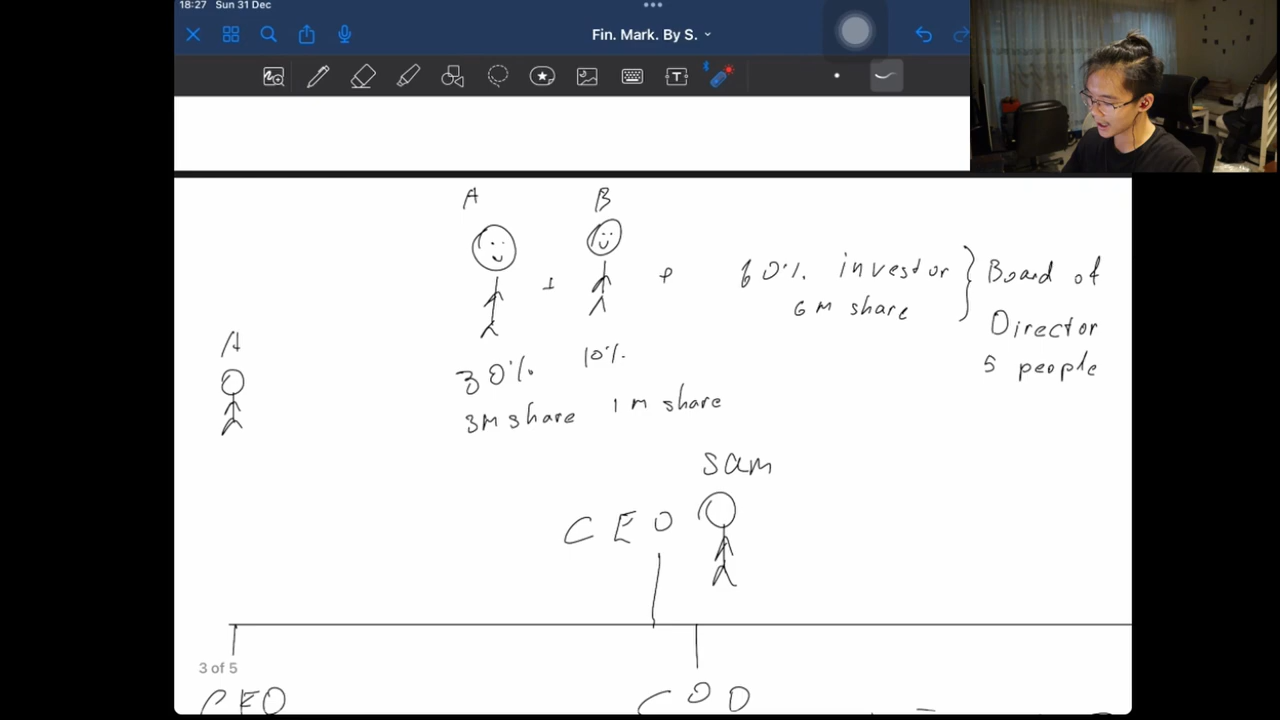 18:27 Sun 31 Dec
Fin. Mark. By S.
A B
60% investor Board of
6M share Director
5 people
A
30% 10%
3M share 1M share
Sam
CEO
3 of 5
COO